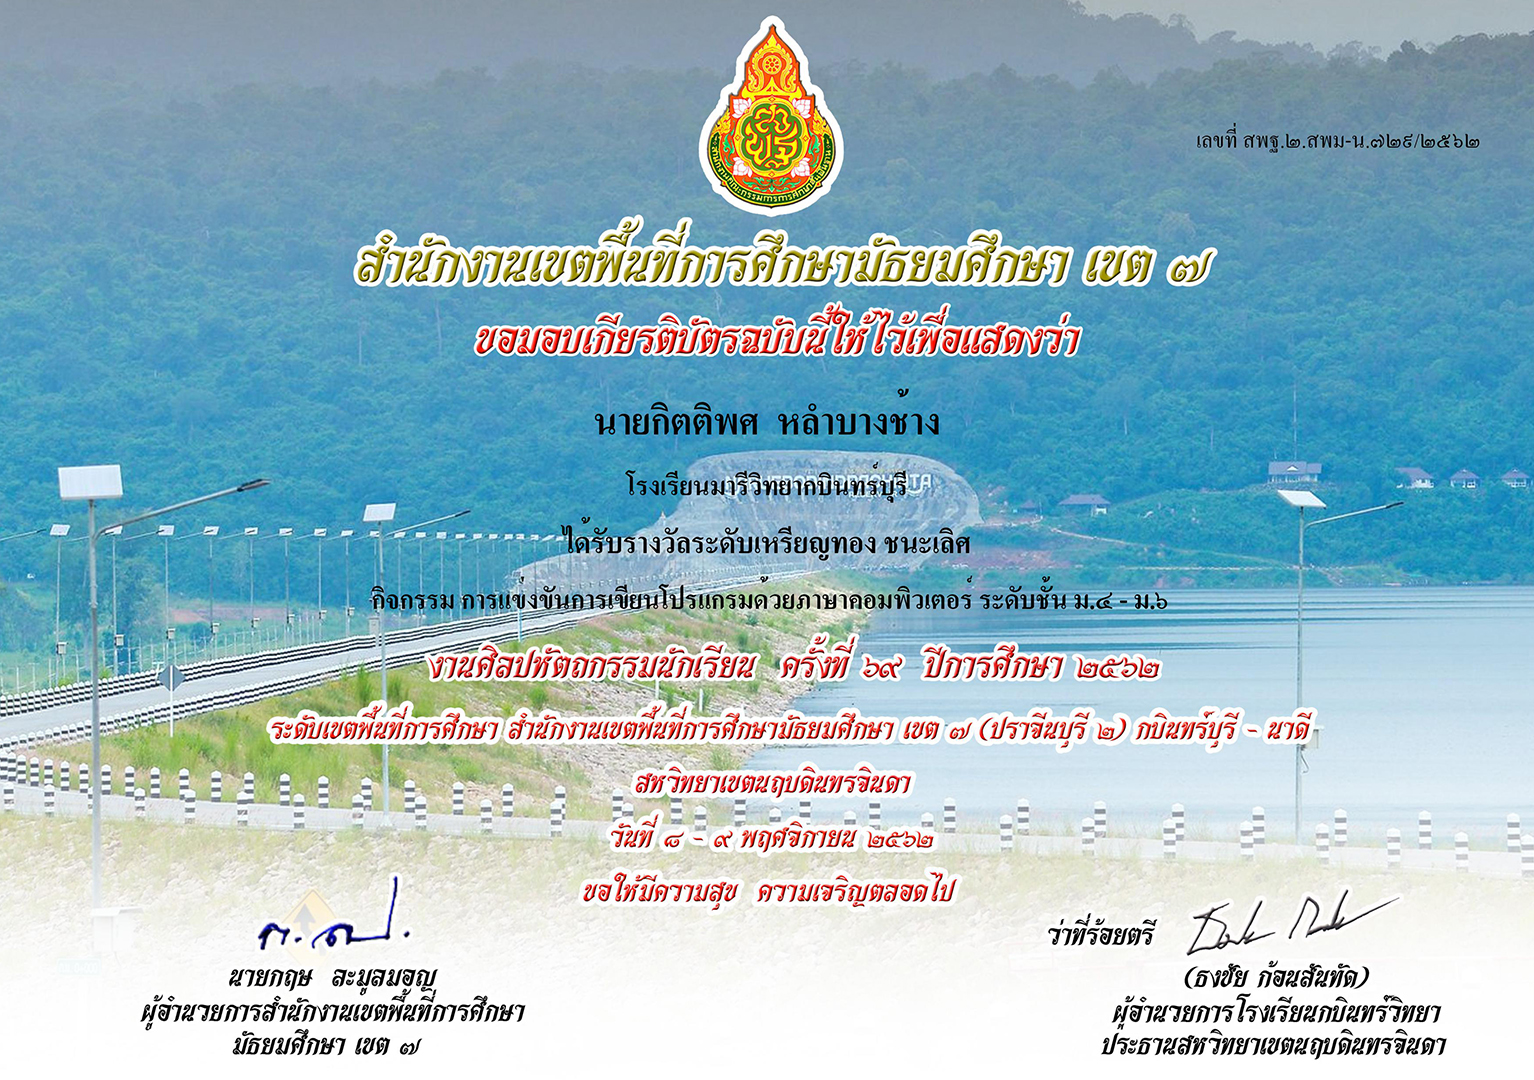 เลขที่ สพฐ.๒.สพม-น.๗๒๙/๒๕๖๒
สำนักงานเขตพื้นที่การศึกษามัธยมศึกษา เขต ๗
ขอมอบเกียรติบัตรฉบับนี้ให้ไว้เพื่อแสดงว่า
นายกิตติพศ หลำบางช้าง
โรงเรียนมารีวิทยากบินทร์บุรี
ได้รับรางวัลระดับเหรียญทอง ชนะเลิศ
กิจกรรม การแข่งขันการเขียนโปรแกรมด้วยภาษาคอมพิวเตอร์ ระดับชั้น ม.๔ - ม.๖
งานศิลปหัตถกรรมนักเรียน ครั้งที่ ๖๙ ปีการศึกษา ๒๕๖๒
ระดับเขตพื้นที่การศึกษา สำนักงานเขตพื้นที่การศึกษามัธยมศึกษา เขต ๗ (ปราจีนบุรี ๒) กบินทร์บุรี - นาดี
สหวิทยาเขตนฤบดินทรจินดา
วันที่ ๘ - ๙ พฤศจิกายน ๒๕๖๒
ขอให้มีความสุข ความเจริญตลอดไป
นายกฤษ ละมูลมอญ
ผู้อำนวยการสำนักงานเขตพื้นที่การศึกษา
มัธยมศึกษา เขต ๗
ว่าที่ร้อยตรี
(ธงชัย ก้อนสันทัด)
ผู้อำนวยการโรงเรียนกบินทร์วิทยา
ประธานสหวิทยาเขตนฤบดินทรจินดา